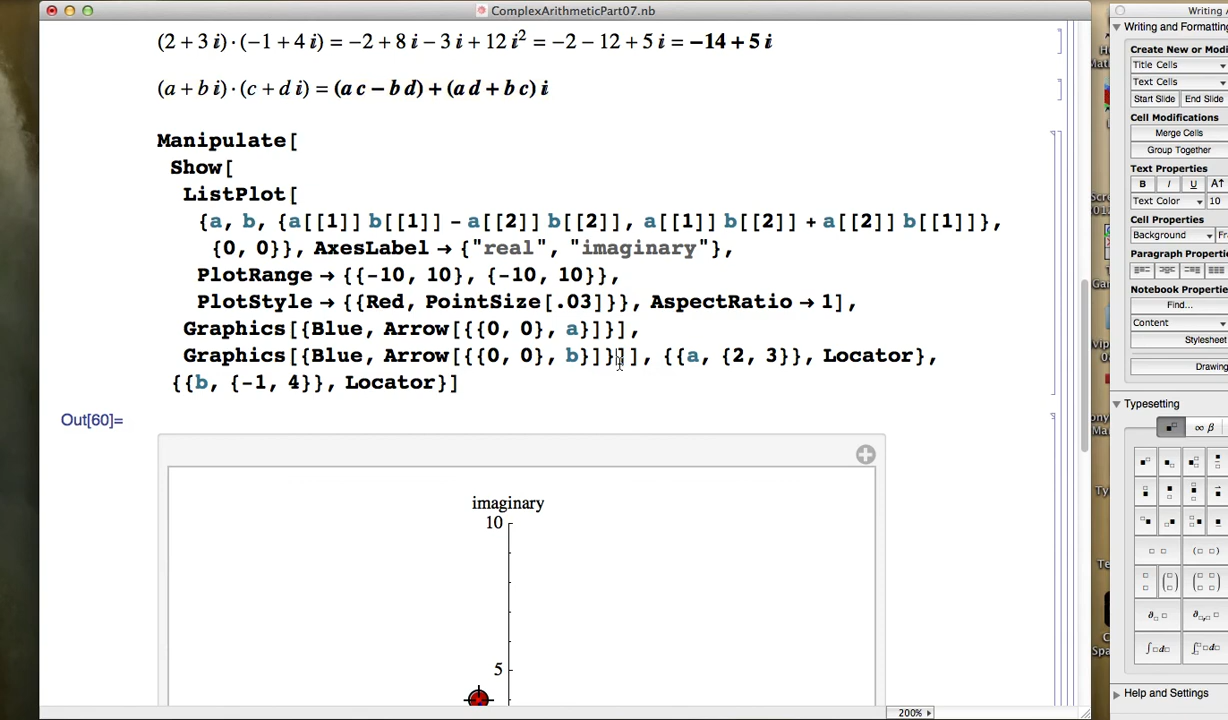 ComplexArithmeticPart07.nb
(2 + 3 i) · (−1 + 4 i) = −2 + 8 i − 3 i + 12 i² = −2 − 12 + 5 i = −14 + 5 i
(a + b i) · (c + d i) = (a c − b d) + (a d + b c) i
Manipulate[
Show[
ListPlot[
{a, b, {a[[1]] b[[1]] - a[[2]] b[[2]], a[[1]] b[[2]] + a[[2]] b[[1]]},
{0, 0}}, AxesLabel → {"real", "imaginary"},
PlotRange → {{-10, 10}, {-10, 10}},
PlotStyle → {{Red, PointSize[.03]}}, AspectRatio → 1],
Graphics[{Blue, Arrow[{{0, 0}, a}]}],
Graphics[{Blue, Arrow[{{0, 0}, b}]}]], {{a, {2, 3}}, Locator},
{{b, {-1, 4}}, Locator}]
Out[60]=
imaginary
10
5
200%
Writing A
Writing and Formatting
Create New or Modi
Title Cells
Text Cells
Start Slide End Slide
Cell Modifications
Merge Cells
Group Together
Text Properties
B I U A↑
Text Color 10
Cell Properties
Background Fr
Paragraph Properties
Notebook Properties
Find...
Content
Stylesheet
Drawing
Typesetting
∞ β
∫□d□
Help and Settings